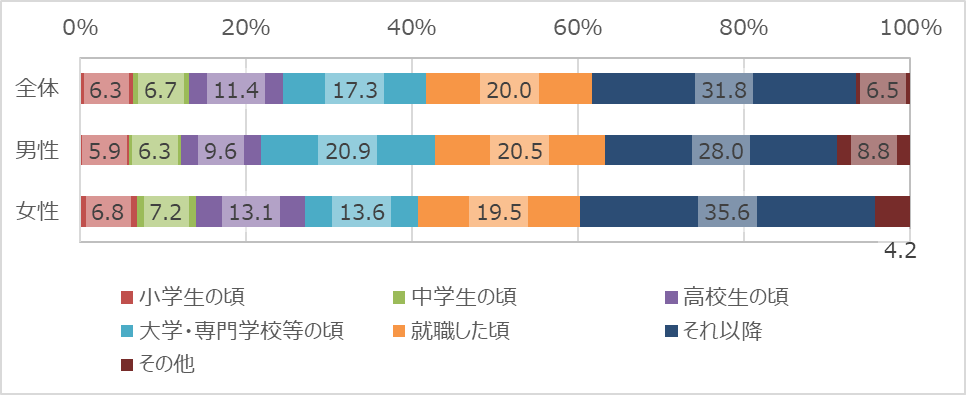 0% 20% 40% 60% 80% 100%
全体 6.3 6.7 11.4 17.3 20.0 31.8 6.5
男性 5.9 6.3 9.6 20.9 20.5 28.0 8.8
女性 6.8 7.2 13.1 13.6 19.5 35.6
4.2
小学生の頃 中学生の頃 高校生の頃
大学・専門学校等の頃 就職した頃 それ以降
その他